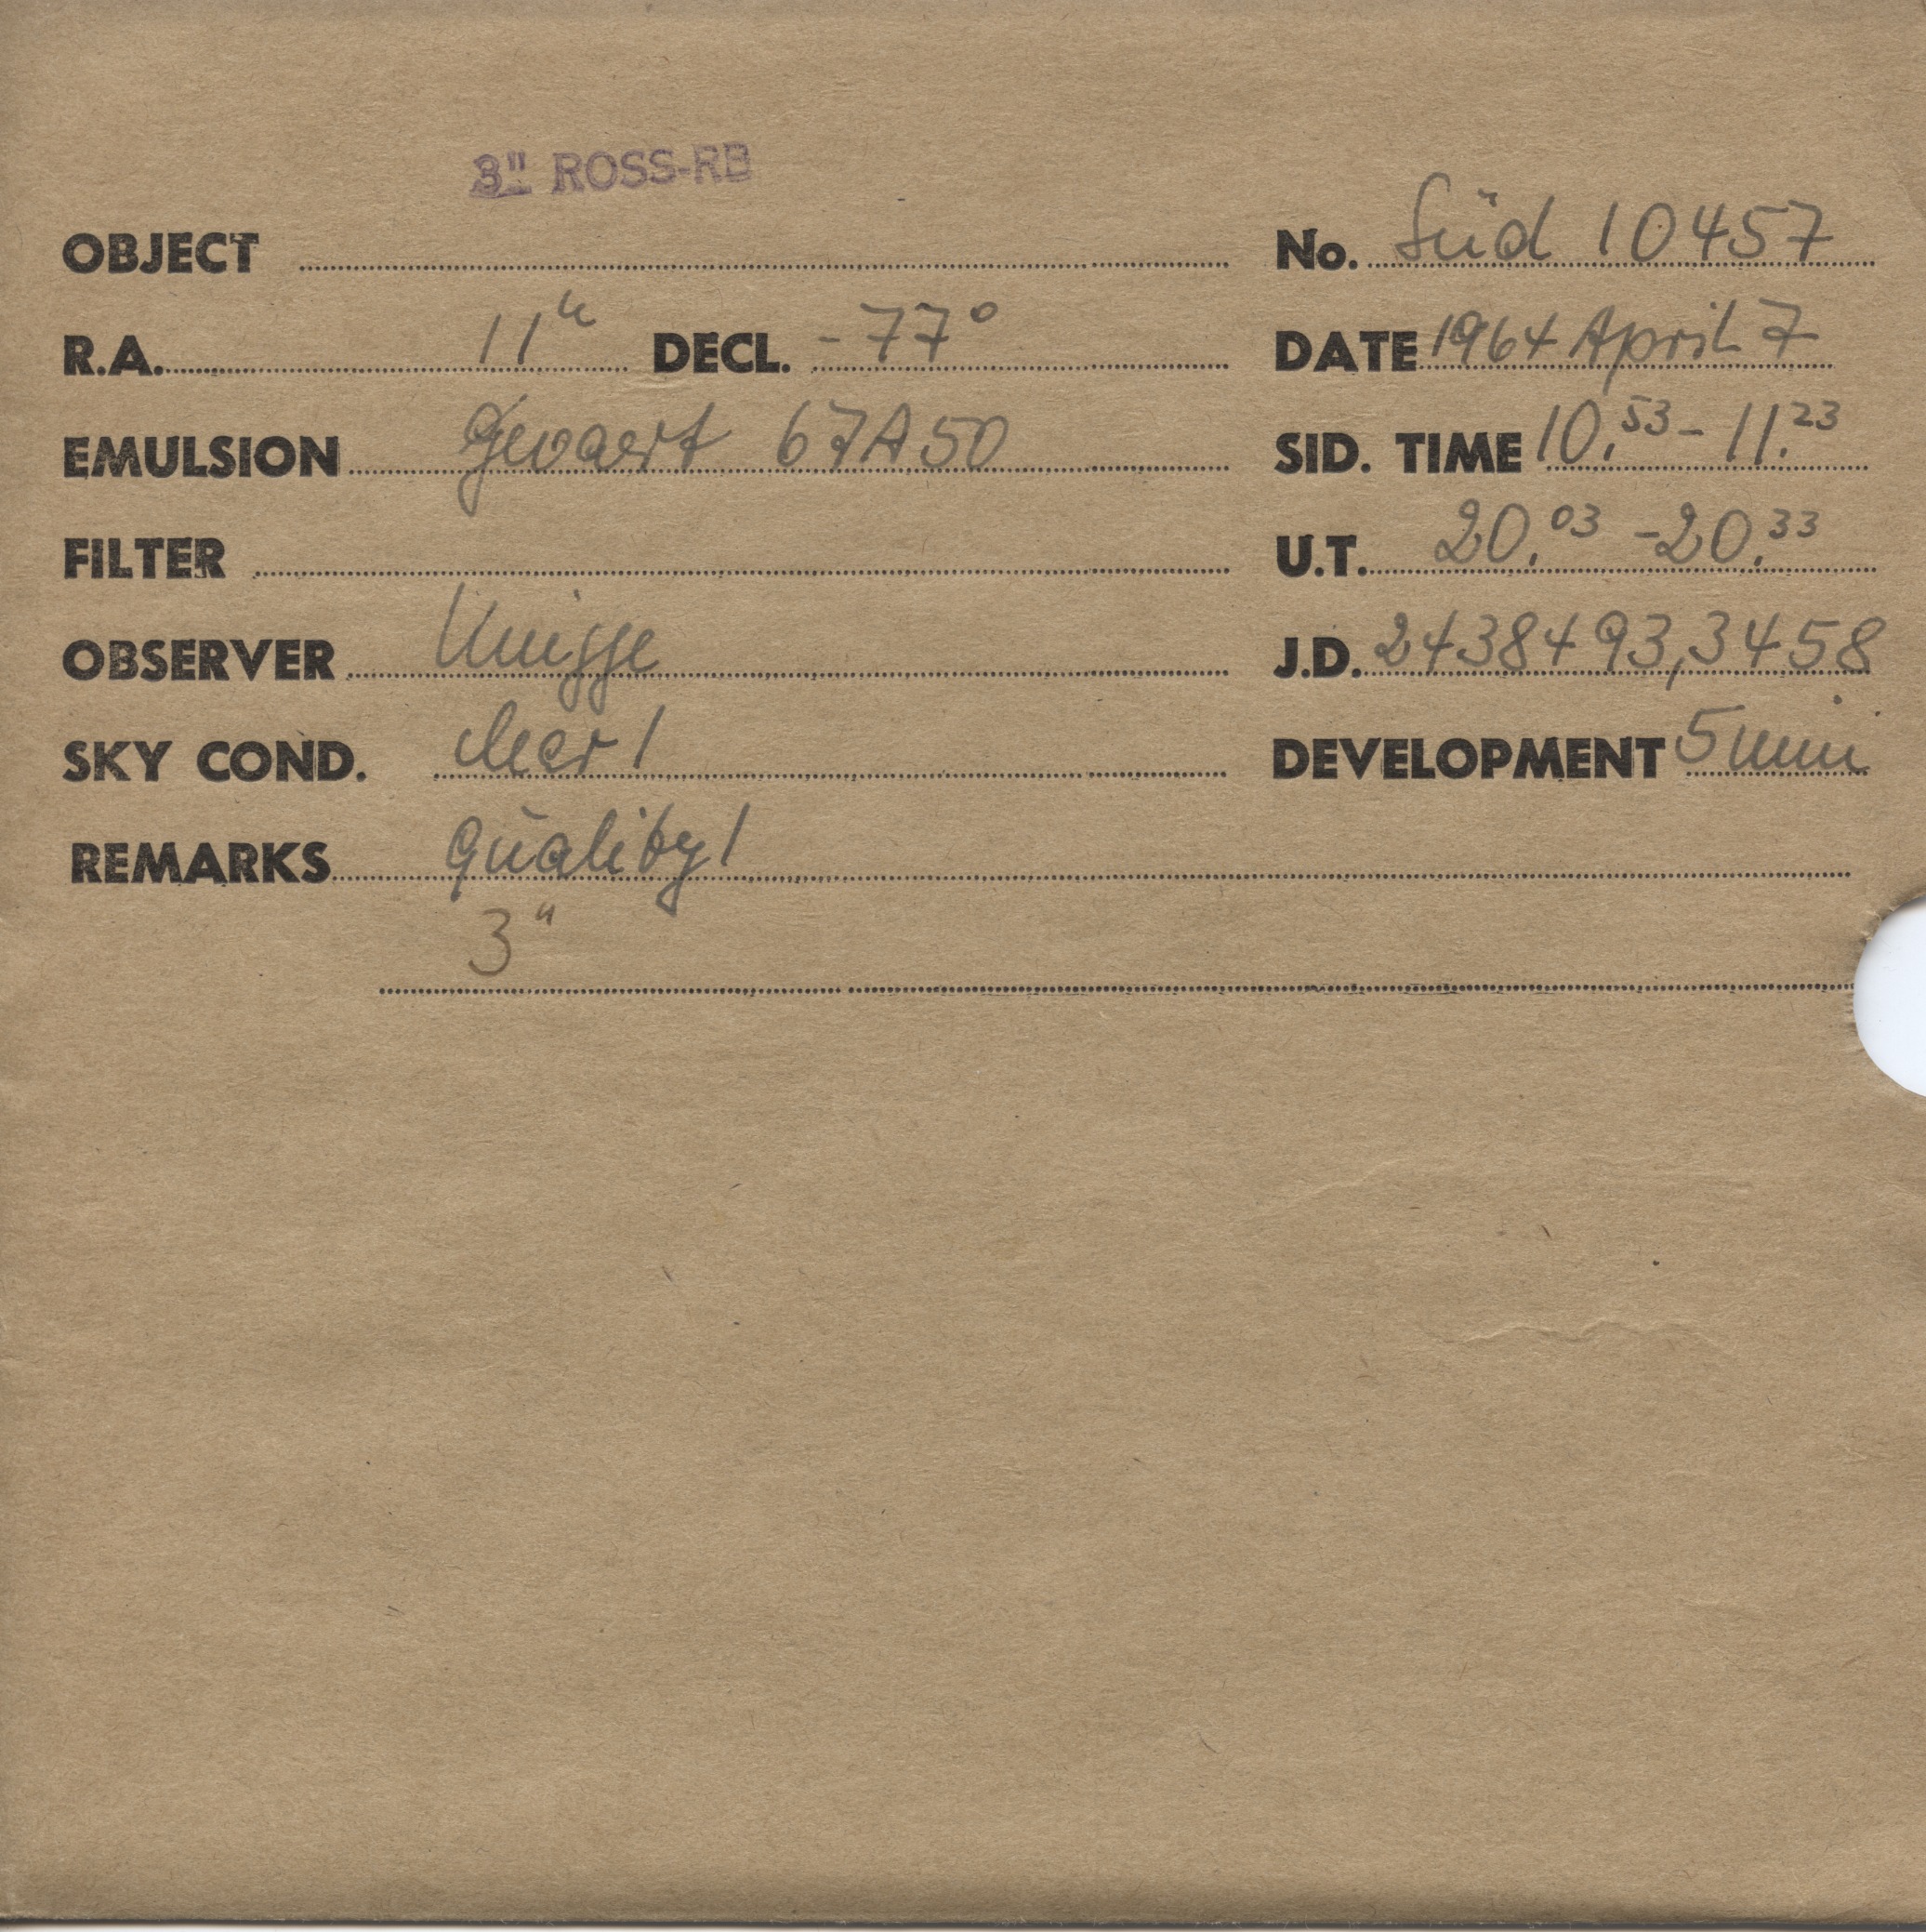 3" ROSS-RB
OBJECT No. Süd 10457
R.A. 11h DECL. -77° DATE 1964 April 7
EMULSION Gevaert 67A50 SID. TIME 10.53 - 11.23
FILTER U.T. 20.03 - 20.33
OBSERVER Knigge J.D. 2438493,3458
SKY COND. clear 1 DEVELOPMENT 5 min
REMARKS Quality 1
3"